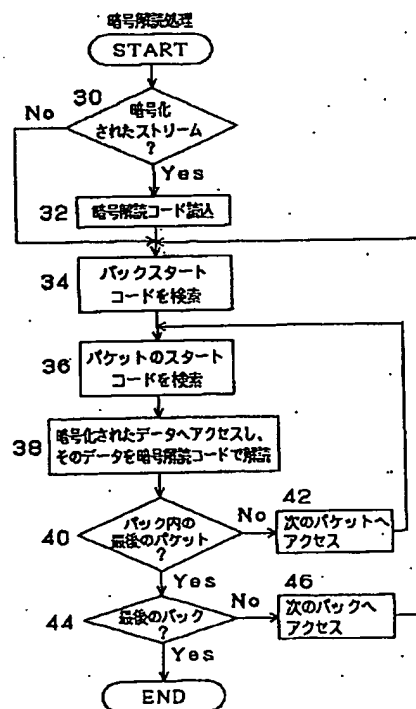 暗号解読処理
START
30
No
暗号化
されたストリーム
?
Yes
32
暗号解読コード読込
34
パックスタート
コードを検索
36
パケットのスタート
コードを検索
38
暗号化されたデータへアクセスし、
そのデータを暗号解読コードで解読
40
パック内の
最後のパケット
?
No
42
次のパケットへ
アクセス
Yes
44
最後のパック
?
No
46
次のパックへ
アクセス
Yes
END